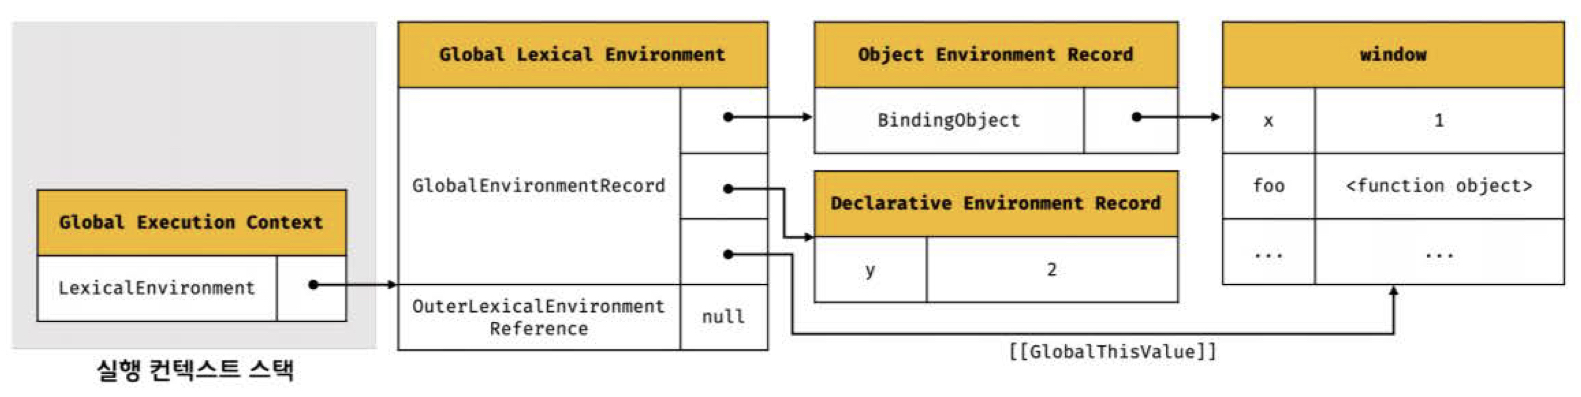 Global Execution Context
LexicalEnvironment
실행 컨텍스트 스택
Global Lexical Environment
GlobalEnvironmentRecord
OuterLexicalEnvironment
Reference
null
Object Environment Record
BindingObject
Declarative Environment Record
y
2
window
x
1
foo
<function object>
...
...
[[GlobalThisValue]]